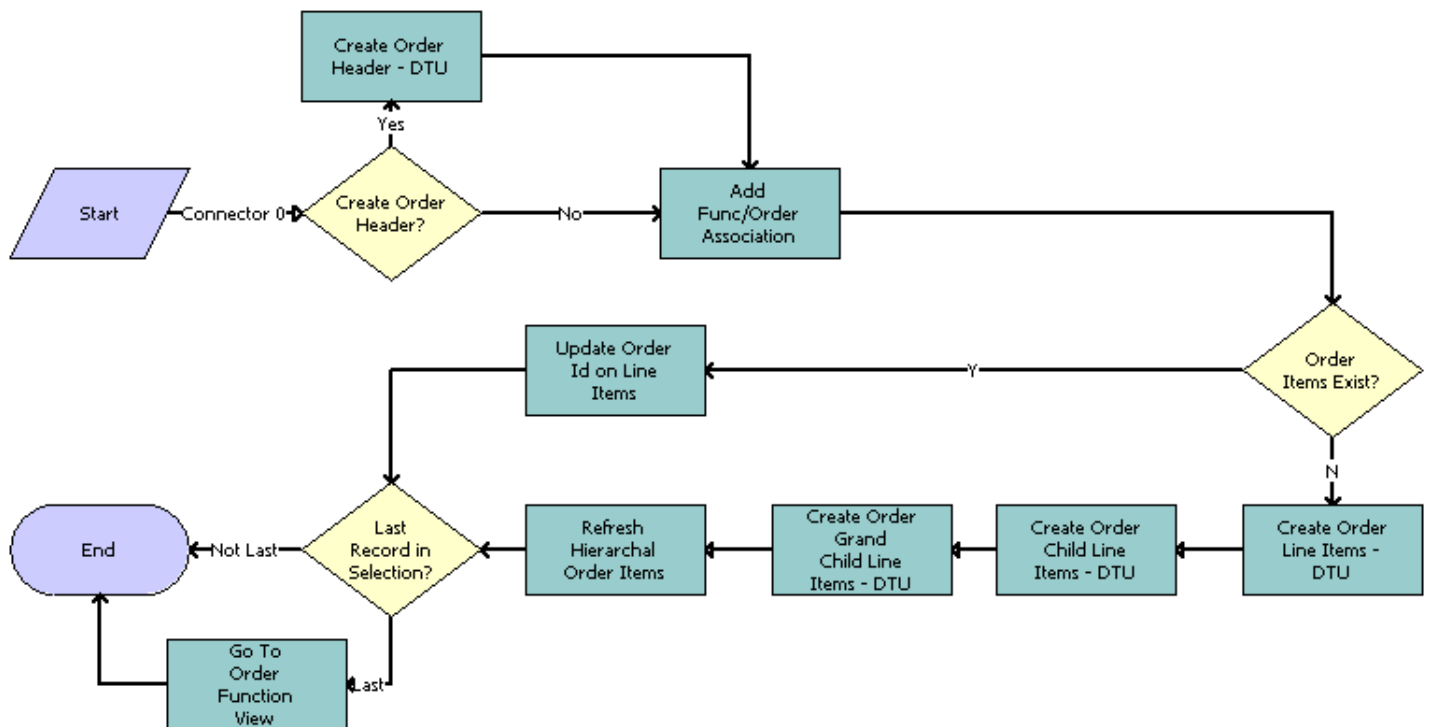 Create Order
Header - DTU
Yes
Start
Connector 0
Create Order
Header?
No
Add
Func/Order
Association
Update Order
Id on Line
Items
Y
Order
Items Exist?
N
End
Not Last
Last
Record in
Selection?
Refresh
Hierarchal
Order Items
Create Order
Grand
Child Line
Items - DTU
Create Order
Child Line
Items - DTU
Create Order
Line Items -
DTU
Go To
Order
Function
View
Last